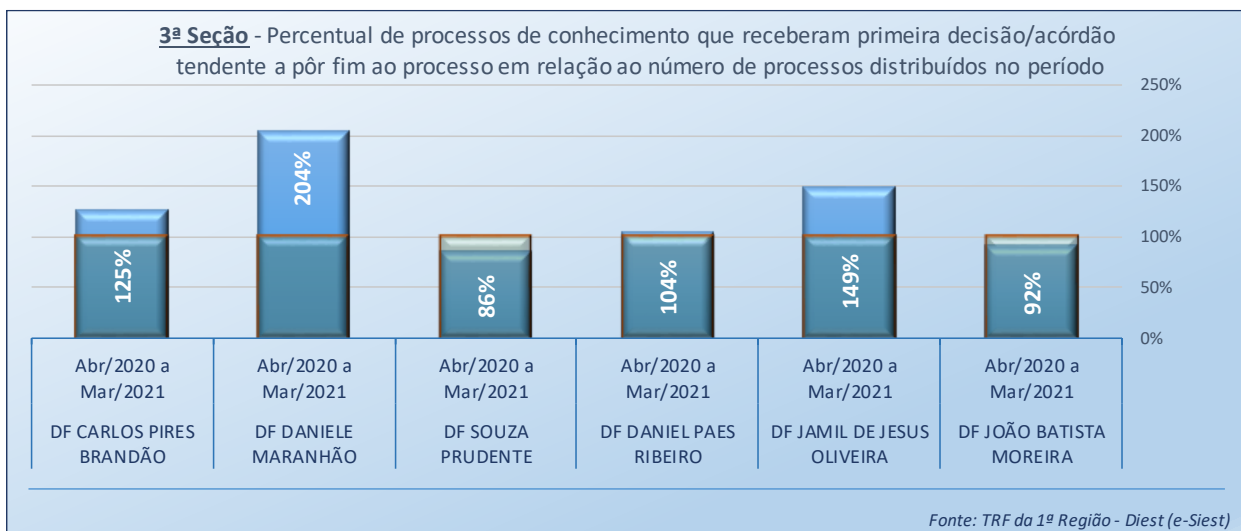 3ª Seção - Percentual de processos de conhecimento que receberam primeira decisão/acórdão
tendente a pôr fim ao processo em relação ao número de processos distribuídos no período
250%
200%
150%
100%
50%
0%
125%
204%
86%
104%
149%
92%
Abr/2020 a
Mar/2021
Abr/2020 a
Mar/2021
Abr/2020 a
Mar/2021
Abr/2020 a
Mar/2021
Abr/2020 a
Mar/2021
Abr/2020 a
Mar/2021
DF CARLOS PIRES
BRANDÃO
DF DANIELE
MARANHÃO
DF SOUZA
PRUDENTE
DF DANIEL PAES
RIBEIRO
DF JAMIL DE JESUS
OLIVEIRA
DF JOÃO BATISTA
MOREIRA
Fonte: TRF da 1ª Região - Diest (e-Siest)